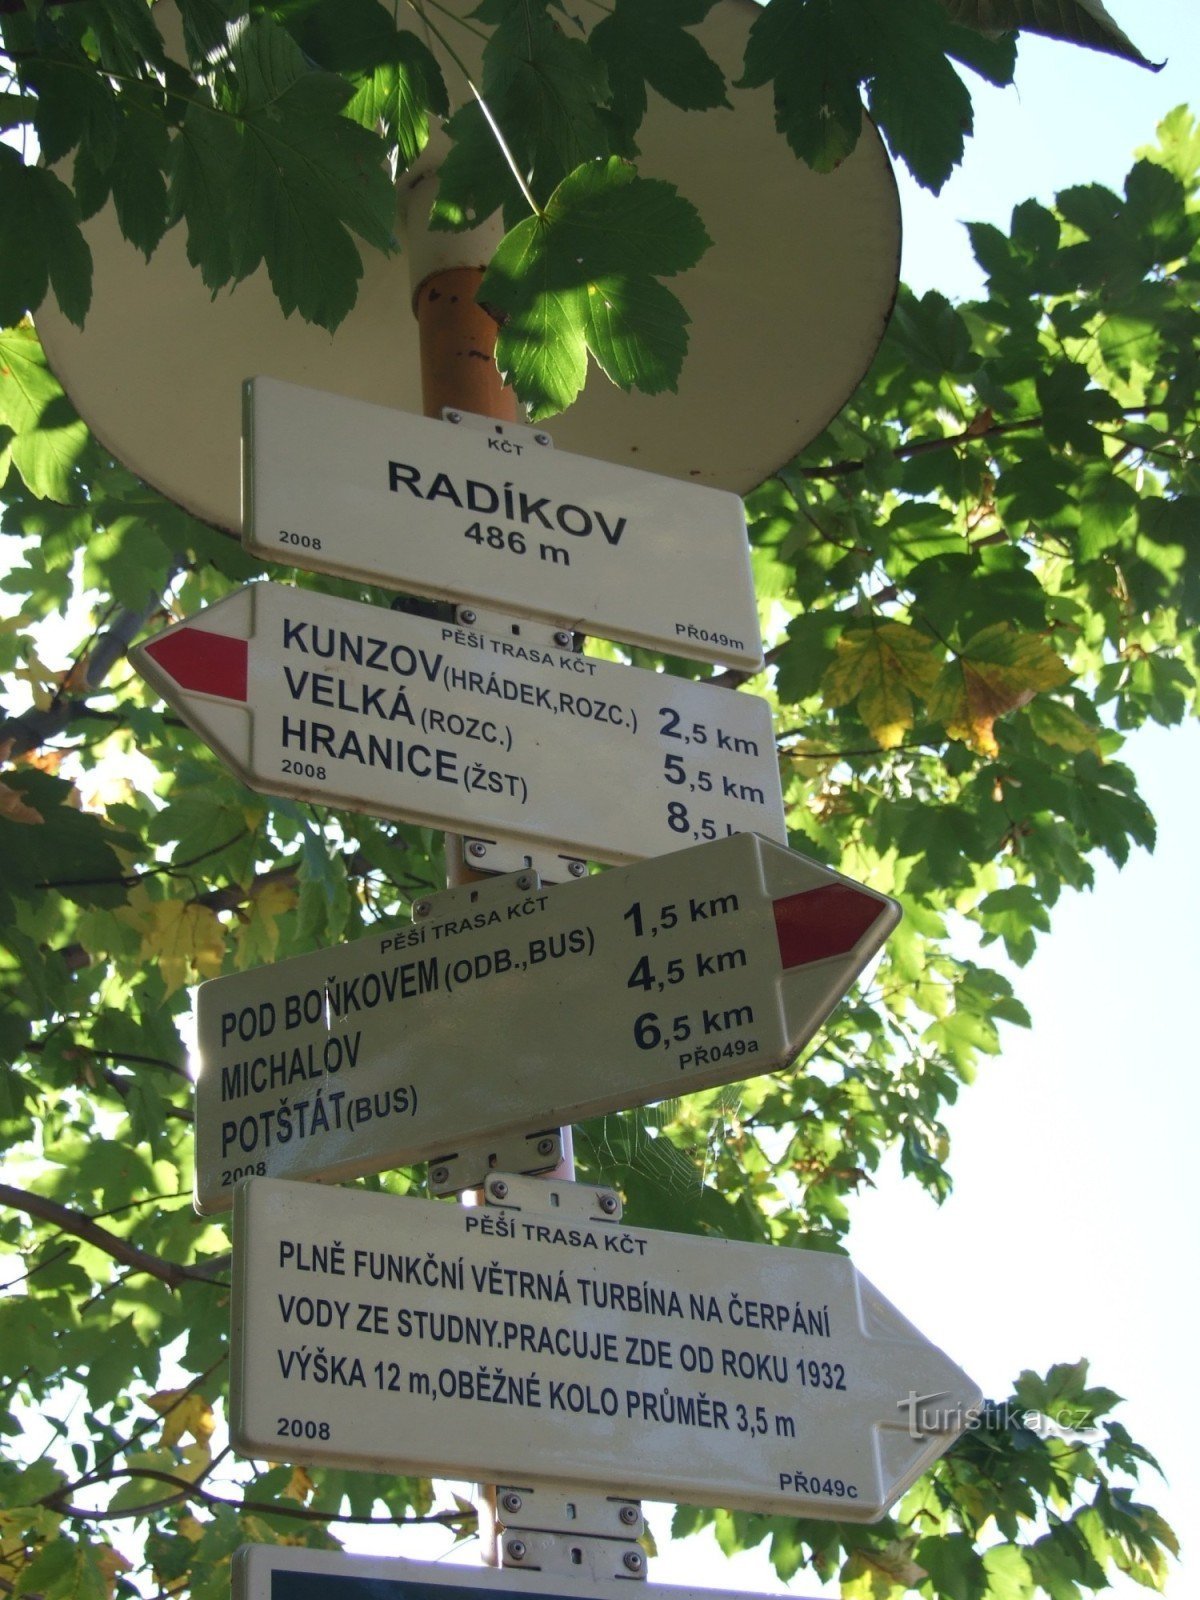 KČT
RADÍKOV
486 m
2008
PŘ049m
PĚŠÍ TRASA KČT
KUNZOV (HRÁDEK,ROZC.) 2,5 km
VELKÁ (ROZC.) 5,5 km
HRANICE (ŽST) 8,5
2008
PĚŠÍ TRASA KČT
POD BOŇKOVEM (ODB.,BUS) 1,5 km
MICHALOV 4,5 km
POTŠTÁT (BUS) 6,5 km
2008 PŘ049a
PĚŠÍ TRASA KČT
PLNĚ FUNKČNÍ VĚTRNÁ TURBÍNA NA ČERPÁNÍ
VODY ZE STUDNY.PRACUJE ZDE OD ROKU 1932
VÝŠKA 12 m,OBĚŽNÉ KOLO PRŮMĚR 3,5 m
2008 PŘ049c
Turistika.cz